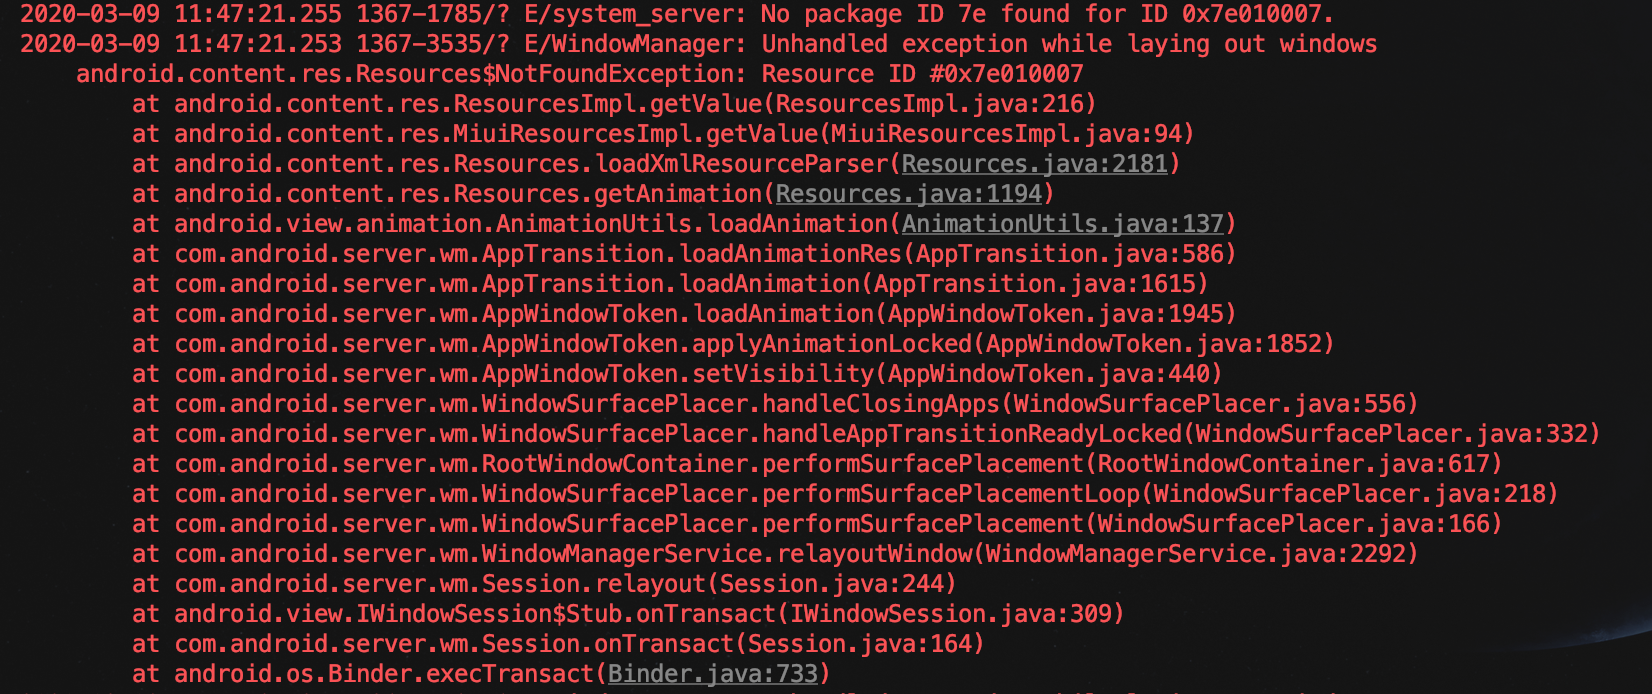 2020-03-09 11:47:21.255 1367-1785/? E/system_server: No package ID 7e found for ID 0x7e010007.
2020-03-09 11:47:21.253 1367-3535/? E/WindowManager: Unhandled exception while laying out windows
android.content.res.Resources$NotFoundException: Resource ID #0x7e010007
at android.content.res.ResourcesImpl.getValue(ResourcesImpl.java:216)
at android.content.res.MiuiResourcesImpl.getValue(MiuiResourcesImpl.java:94)
at android.content.res.Resources.loadXmlResourceParser(Resources.java:2181)
at android.content.res.Resources.getAnimation(Resources.java:1194)
at android.view.animation.AnimationUtils.loadAnimation(AnimationUtils.java:137)
at com.android.server.wm.AppTransition.loadAnimationRes(AppTransition.java:586)
at com.android.server.wm.AppTransition.loadAnimation(AppTransition.java:1615)
at com.android.server.wm.AppWindowToken.loadAnimation(AppWindowToken.java:1945)
at com.android.server.wm.AppWindowToken.applyAnimationLocked(AppWindowToken.java:1852)
at com.android.server.wm.AppWindowToken.setVisibility(AppWindowToken.java:440)
at com.android.server.wm.WindowSurfacePlacer.handleClosingApps(WindowSurfacePlacer.java:556)
at com.android.server.wm.WindowSurfacePlacer.handleAppTransitionReadyLocked(WindowSurfacePlacer.java:332)
at com.android.server.wm.RootWindowContainer.performSurfacePlacement(RootWindowContainer.java:617)
at com.android.server.wm.WindowSurfacePlacer.performSurfacePlacementLoop(WindowSurfacePlacer.java:218)
at com.android.server.wm.WindowSurfacePlacer.performSurfacePlacement(WindowSurfacePlacer.java:166)
at com.android.server.wm.WindowManagerService.relayoutWindow(WindowManagerService.java:2292)
at com.android.server.wm.Session.relayout(Session.java:244)
at android.view.IWindowSession$Stub.onTransact(IWindowSession.java:309)
at com.android.server.wm.Session.onTransact(Session.java:164)
at android.os.Binder.execTransact(Binder.java:733)